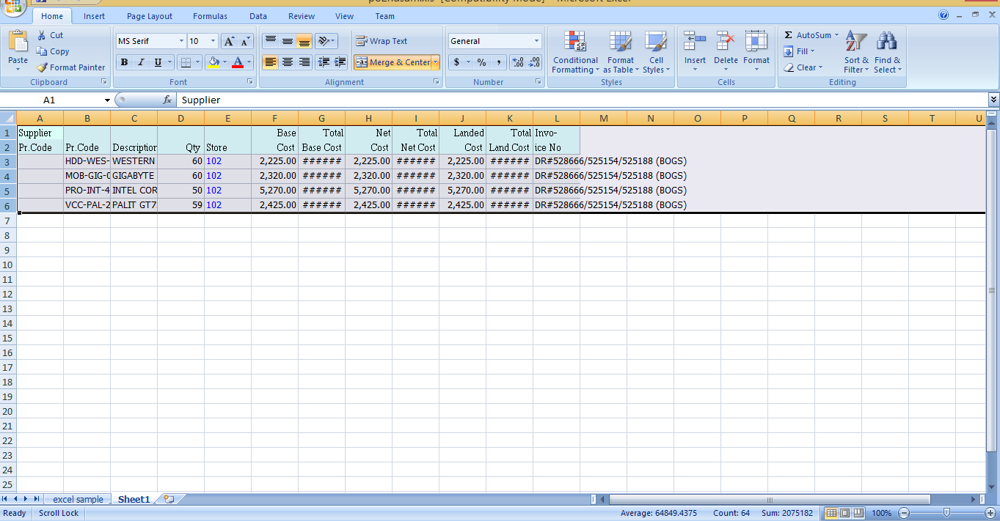 Home Insert Page Layout Formulas Data Review View Team
Cut
Copy
Format Painter
Paste
Clipboard
MS Serif 10
B I U
Font
Wrap Text
Merge & Center
Alignment
General
$ % ,
Number
Conditional Formatting
Format as Table
Cell Styles
Styles
Insert Delete Format
Cells
Σ AutoSum
Fill
Clear
Sort & Filter
Find & Select
Editing
A1 fx Supplier
A B C D E F G H I J K L M N O P Q R S T U
1 Supplier Base Total Net Total Landed Total Invo-
2 Pr.Code Pr.Code Description Qty Store Cost Base Cost Cost Net Cost Cost Land.Cost ice No
3 HDD-WES- WESTERN 60 102 2,225.00 ###### 2,225.00 ###### 2,225.00 ###### DR#528666/525154/525188 (BOGS)
4 MOB-GIG- GIGABYTE 60 102 2,320.00 ###### 2,320.00 ###### 2,320.00 ###### DR#528666/525154/525188 (BOGS)
5 PRO-INT-4 INTEL COR 50 102 5,270.00 ###### 5,270.00 ###### 5,270.00 ###### DR#528666/525154/525188 (BOGS)
6 VCC-PAL-2 PALIT GT7 59 102 2,425.00 ###### 2,425.00 ###### 2,425.00 ###### DR#528666/525154/525188 (BOGS)
7
8
9
10
11
12
13
14
15
16
17
18
19
20
21
22
23
24
25
excel sample Sheet1
Ready Scroll Lock Average: 64849.4375 Count: 64 Sum: 2075182 100%